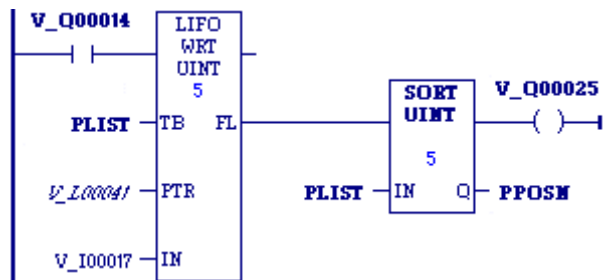 V_Q00014
LIFO
WRT
UINT
5
SORT
UINT
V_Q00025
PLIST TB FL
5
V_L00041 PTR
PLIST IN Q PPOSN
V_I00017 IN